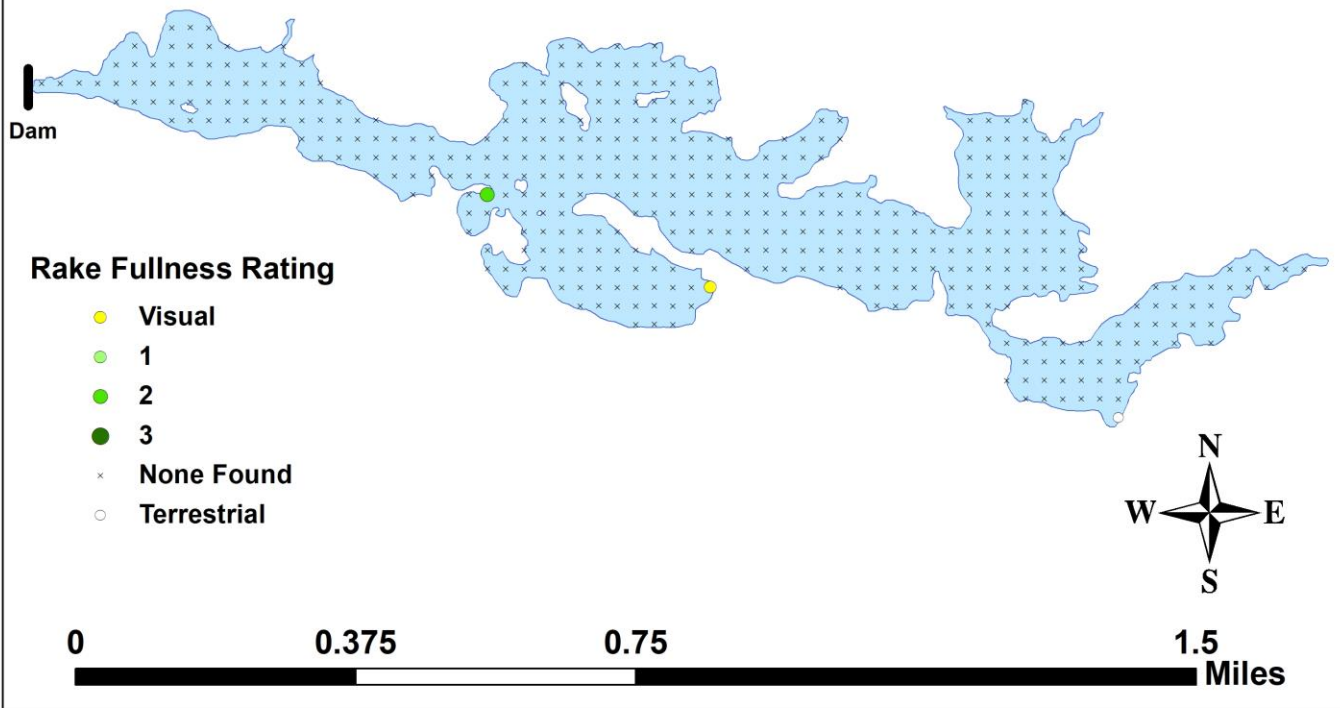 Dam
Rake Fullness Rating
Visual
1
2
3
None Found
Terrestrial
N
W E
S
0 0.375 0.75 1.5
Miles